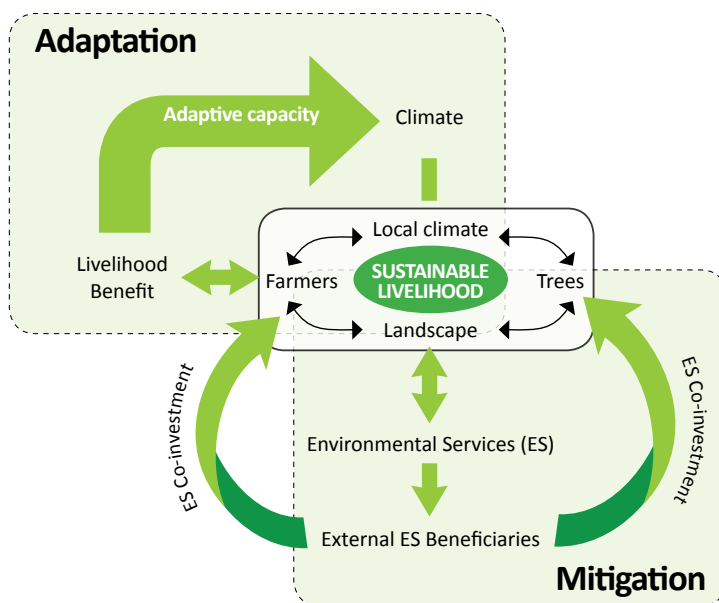 Adaptation
Adaptive capacity
Climate
Local climate
Livelihood
Benefit
Farmers
SUSTAINABLE
LIVELIHOOD
Trees
Landscape
ES Co-investment
ES Co-investment
Environmental Services (ES)
External ES Beneficiaries
Mitigation